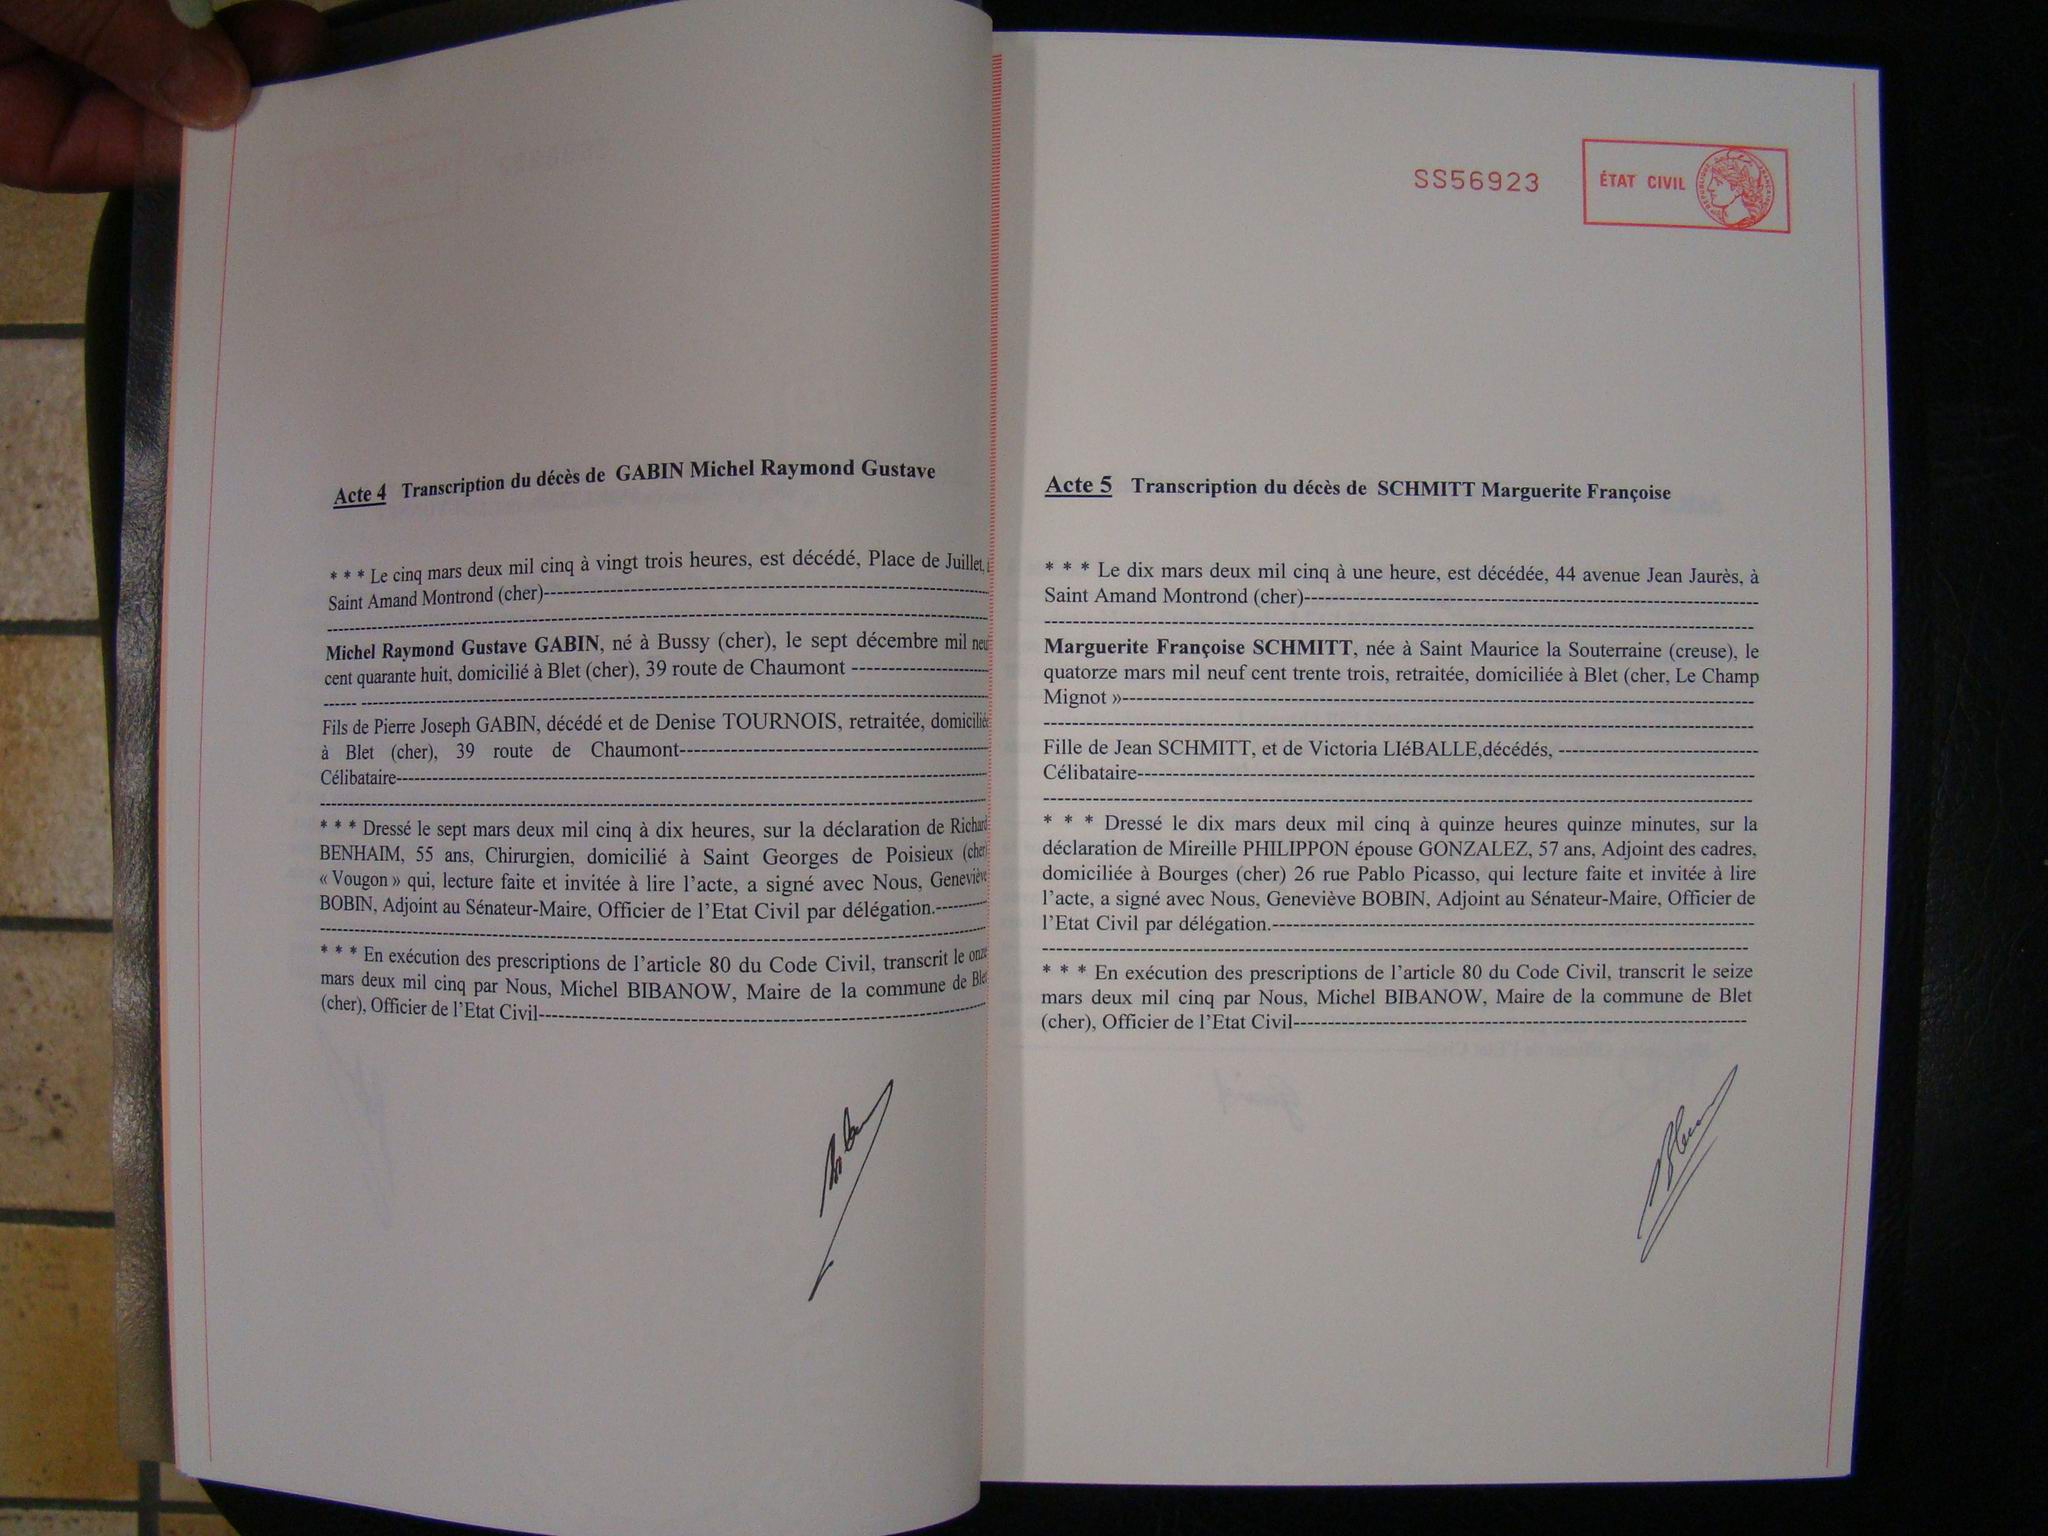 Acte 4 Transcription du décès de GABIN Michel Raymond Gustave
* * * Le cinq mars deux mil cinq à vingt trois heures, est décédé, Place de Juillet,
Saint Amand Montrond (cher)--------------------
--------------------
Michel Raymond Gustave GABIN, né à Bussy (cher), le sept décembre mil neu
cent quarante huit, domicilié à Blet (cher), 39 route de Chaumont --------------------
------ --------------------
Fils de Pierre Joseph GABIN, décédé et de Denise TOURNOIS, retraitée, domicilié
à Blet (cher), 39 route de Chaumont--------------------
Célibataire--------------------
--------------------
* * * Dressé le sept mars deux mil cinq à dix heures, sur la déclaration de Richar
BENHAIM, 55 ans, Chirurgien, domicilié à Saint Georges de Poisieux (cher
« Vougon » qui, lecture faite et invitée à lire l'acte, a signé avec Nous, Geneviève
BOBIN, Adjoint au Sénateur-Maire, Officier de l'Etat Civil par délégation.---------
--------------------
* * * En exécution des prescriptions de l'article 80 du Code Civil, transcrit le onze
mars deux mil cinq par Nous, Michel BIBANOW, Maire de la commune de Blet
(cher), Officier de l'Etat Civil--------------------
SS56923
ÉTAT CIVIL
RÉPUBLIQUE FRANÇAISE
Acte 5 Transcription du décès de SCHMITT Marguerite Françoise
* * * Le dix mars deux mil cinq à une heure, est décédée, 44 avenue Jean Jaurès, à
Saint Amand Montrond (cher)--------------------
--------------------
Marguerite Françoise SCHMITT, née à Saint Maurice la Souterraine (creuse), le
quatorze mars mil neuf cent trente trois, retraitée, domiciliée à Blet (cher, Le Champ
Mignot »--------------------
--------------------
Fille de Jean SCHMITT, et de Victoria LIéBALLE,décédés, --------------------
Célibataire--------------------
--------------------
* * * Dressé le dix mars deux mil cinq à quinze heures quinze minutes, sur la
déclaration de Mireille PHILIPPON épouse GONZALEZ, 57 ans, Adjoint des cadres,
domiciliée à Bourges (cher) 26 rue Pablo Picasso, qui lecture faite et invitée à lire
l'acte, a signé avec Nous, Geneviève BOBIN, Adjoint au Sénateur-Maire, Officier de
l'Etat Civil par délégation.--------------------
--------------------
* * * En exécution des prescriptions de l'article 80 du Code Civil, transcrit le seize
mars deux mil cinq par Nous, Michel BIBANOW, Maire de la commune de Blet
(cher), Officier de l'Etat Civil--------------------